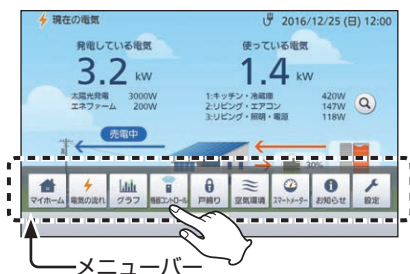 現在の電気
2016/12/25 (日) 12:00
発電している電気
使っている電気
3.2 kW
1.4 kW
太陽光発電 3000W
エネファーム 200W
1:キッチン・冷蔵庫 420W
2:リビング・エアコン 147W
3:リビング・照明・電源 118W
売電中
30%
マイホーム
電気の流れ
グラフ
機器コントロール
戸締り
空気環境
スマートメーター
お知らせ
設定
メニューバー